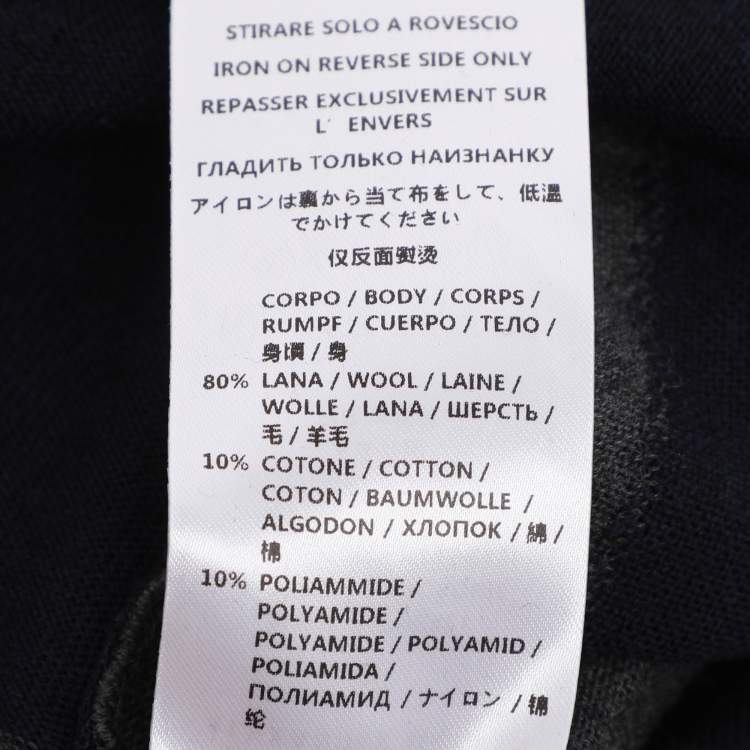 STIRARE SOLO A ROVESCIO
IRON ON REVERSE SIDE ONLY
REPASSER EXCLUSIVEMENT SUR
L' ENVERS
ГЛАДИТЬ ТОЛЬКО НАИЗНАНКУ
アイロンは裏から当て布をして、低温
でかけてください
仅反面熨烫
CORPO / BODY / CORPS /
RUMPF / CUERPO / ТЕЛО /
身頃 / 身
80% LANA / WOOL / LAINE /
WOLLE / LANA / ШЕРСТЬ /
毛 / 羊毛
10% COTONE / COTTON /
COTON / BAUMWOLLE /
ALGODON / ХЛОПОК / 綿 /
棉
10% POLIAMMIDE /
POLYAMIDE /
POLYAMIDE / POLYAMID /
POLIAMIDA /
ПОЛИАМИД / ナイロン / 锦
纶